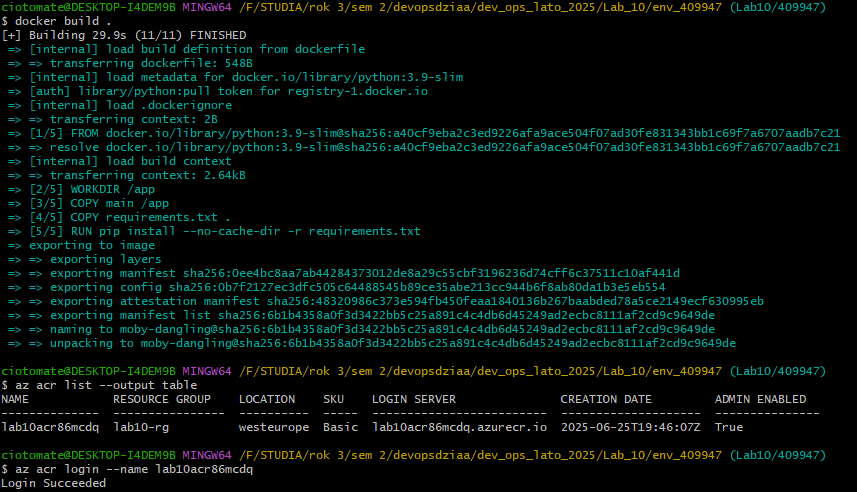 ciotomate@DESKTOP-I4DEM9B MINGW64 /F/STUDIA/rok 3/sem 2/devopsdziaa/dev_ops_lato_2025/Lab_10/env_409947 (Lab10/409947)
$ docker build .
[+] Building 29.9s (11/11) FINISHED
=> [internal] load build definition from dockerfile
=> => transferring dockerfile: 548B
=> [internal] load metadata for docker.io/library/python:3.9-slim
=> [auth] library/python:pull token for registry-1.docker.io
=> [internal] load .dockerignore
=> => transferring context: 2B
=> [1/5] FROM docker.io/library/python:3.9-slim@sha256:a40cf9eba2c3ed9226afa9ace504f07ad30fe831343bb1c69f7a6707aadb7c21
=> => resolve docker.io/library/python:3.9-slim@sha256:a40cf9eba2c3ed9226afa9ace504f07ad30fe831343bb1c69f7a6707aadb7c21
=> [internal] load build context
=> => transferring context: 2.64kB
=> [2/5] WORKDIR /app
=> [3/5] COPY main /app
=> [4/5] COPY requirements.txt .
=> [5/5] RUN pip install --no-cache-dir -r requirements.txt
=> exporting to image
=> => exporting layers
=> => exporting manifest sha256:0ee4bc8aa7ab44284373012de8a29c55cbf3196236d74cff6c37511c10af441d
=> => exporting config sha256:0b7f2127ec3dfc505c64488545b89ce35abe213cc944b6f8ab80da1b3e5eb554
=> => exporting attestation manifest sha256:48320986c373e594fb450feaa1840136b267baabded78a5ce2149ecf630995eb
=> => exporting manifest list sha256:6b1b4358a0f3d3422bb5c25a891c4c4db6d45249ad2ecbc8111af2cd9c9649de
=> => naming to moby-dangling@sha256:6b1b4358a0f3d3422bb5c25a891c4c4db6d45249ad2ecbc8111af2cd9c9649de
=> => unpacking to moby-dangling@sha256:6b1b4358a0f3d3422bb5c25a891c4c4db6d45249ad2ecbc8111af2cd9c9649de
ciotomate@DESKTOP-I4DEM9B MINGW64 /F/STUDIA/rok 3/sem 2/devopsdziaa/dev_ops_lato_2025/Lab_10/env_409947 (Lab10/409947)
$ az acr list --output table
NAME RESOURCE GROUP LOCATION SKU LOGIN SERVER CREATION DATE ADMIN ENABLED
-------------- ---------------- ---------- ----- ------------------------- -------------------- ---------------
lab10acr86mcdq lab10-rg westeurope Basic lab10acr86mcdq.azurecr.io 2025-06-25T19:46:07Z True
ciotomate@DESKTOP-I4DEM9B MINGW64 /F/STUDIA/rok 3/sem 2/devopsdziaa/dev_ops_lato_2025/Lab_10/env_409947 (Lab10/409947)
$ az acr login --name lab10acr86mcdq
Login Succeeded